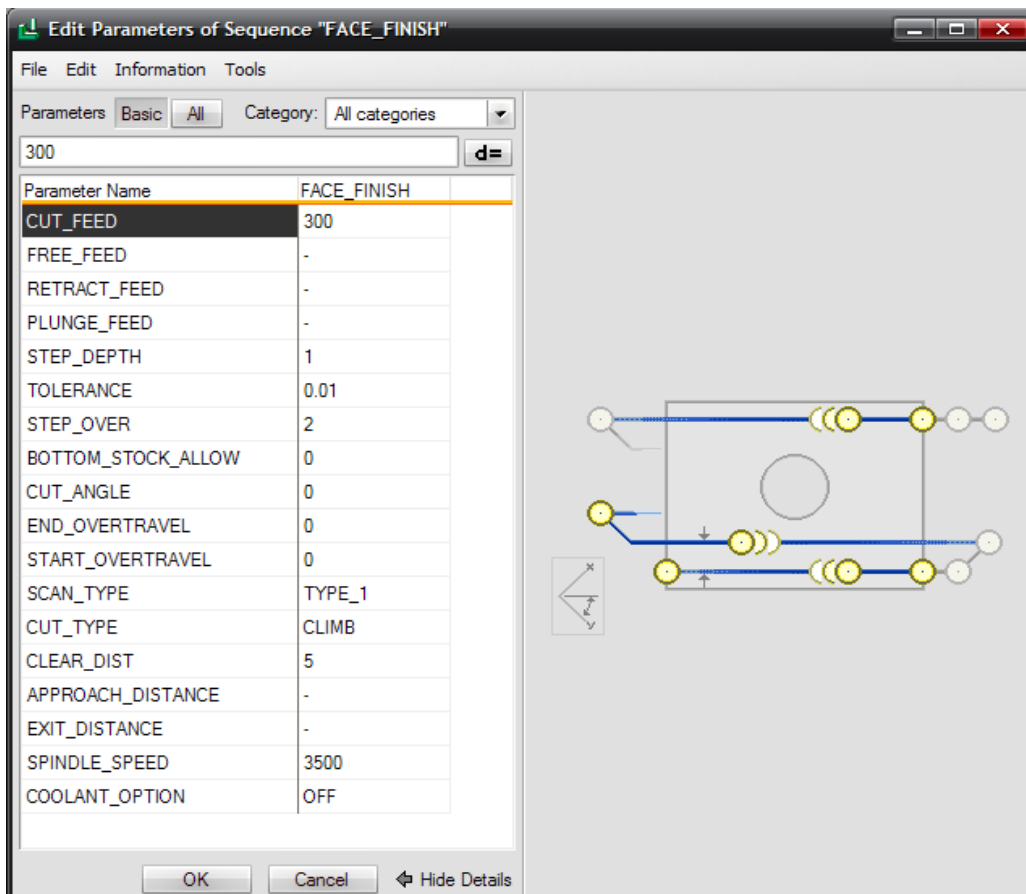 Edit Parameters of Sequence "FACE_FINISH"
File Edit Information Tools
Parameters Basic All Category: All categories
300 d=
Parameter Name FACE_FINISH
CUT_FEED 300
FREE_FEED -
RETRACT_FEED -
PLUNGE_FEED -
STEP_DEPTH 1
TOLERANCE 0.01
STEP_OVER 2
BOTTOM_STOCK_ALLOW 0
CUT_ANGLE 0
END_OVERTRAVEL 0
START_OVERTRAVEL 0
SCAN_TYPE TYPE_1
CUT_TYPE CLIMB
CLEAR_DIST 5
APPROACH_DISTANCE -
EXIT_DISTANCE -
SPINDLE_SPEED 3500
COOLANT_OPTION OFF
OK Cancel Hide Details
x
y